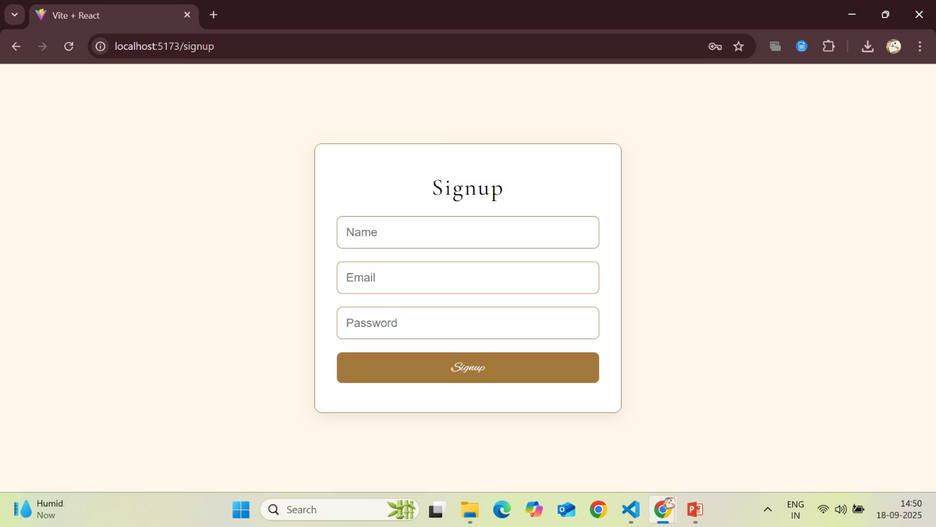 Vite + React
localhost:5173/signup
Signup
Name
Email
Password
Signup
Humid
Now
Search
ENG
IN
14:50
18-09-2025